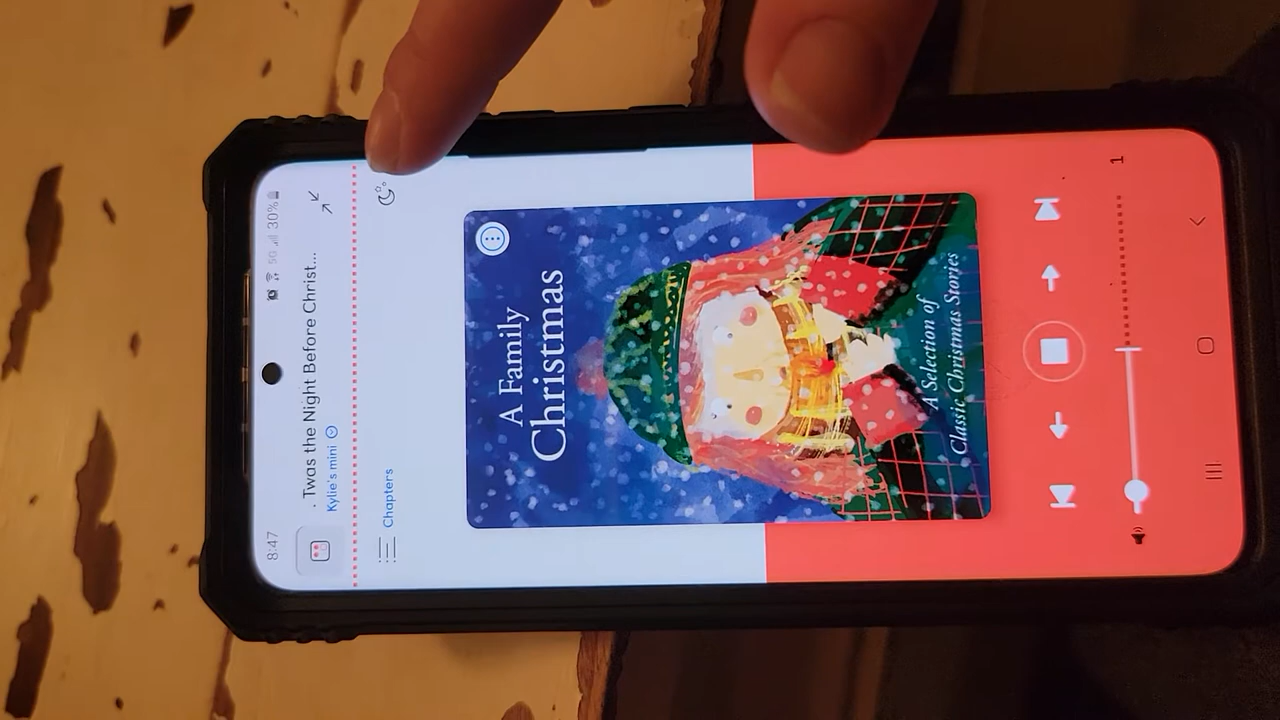 8:47
5G 30%
. Twas the Night Before Christ...
Kylie's mini
Chapters
A Family
Christmas
A Selection of
Classic Christmas Stories
1